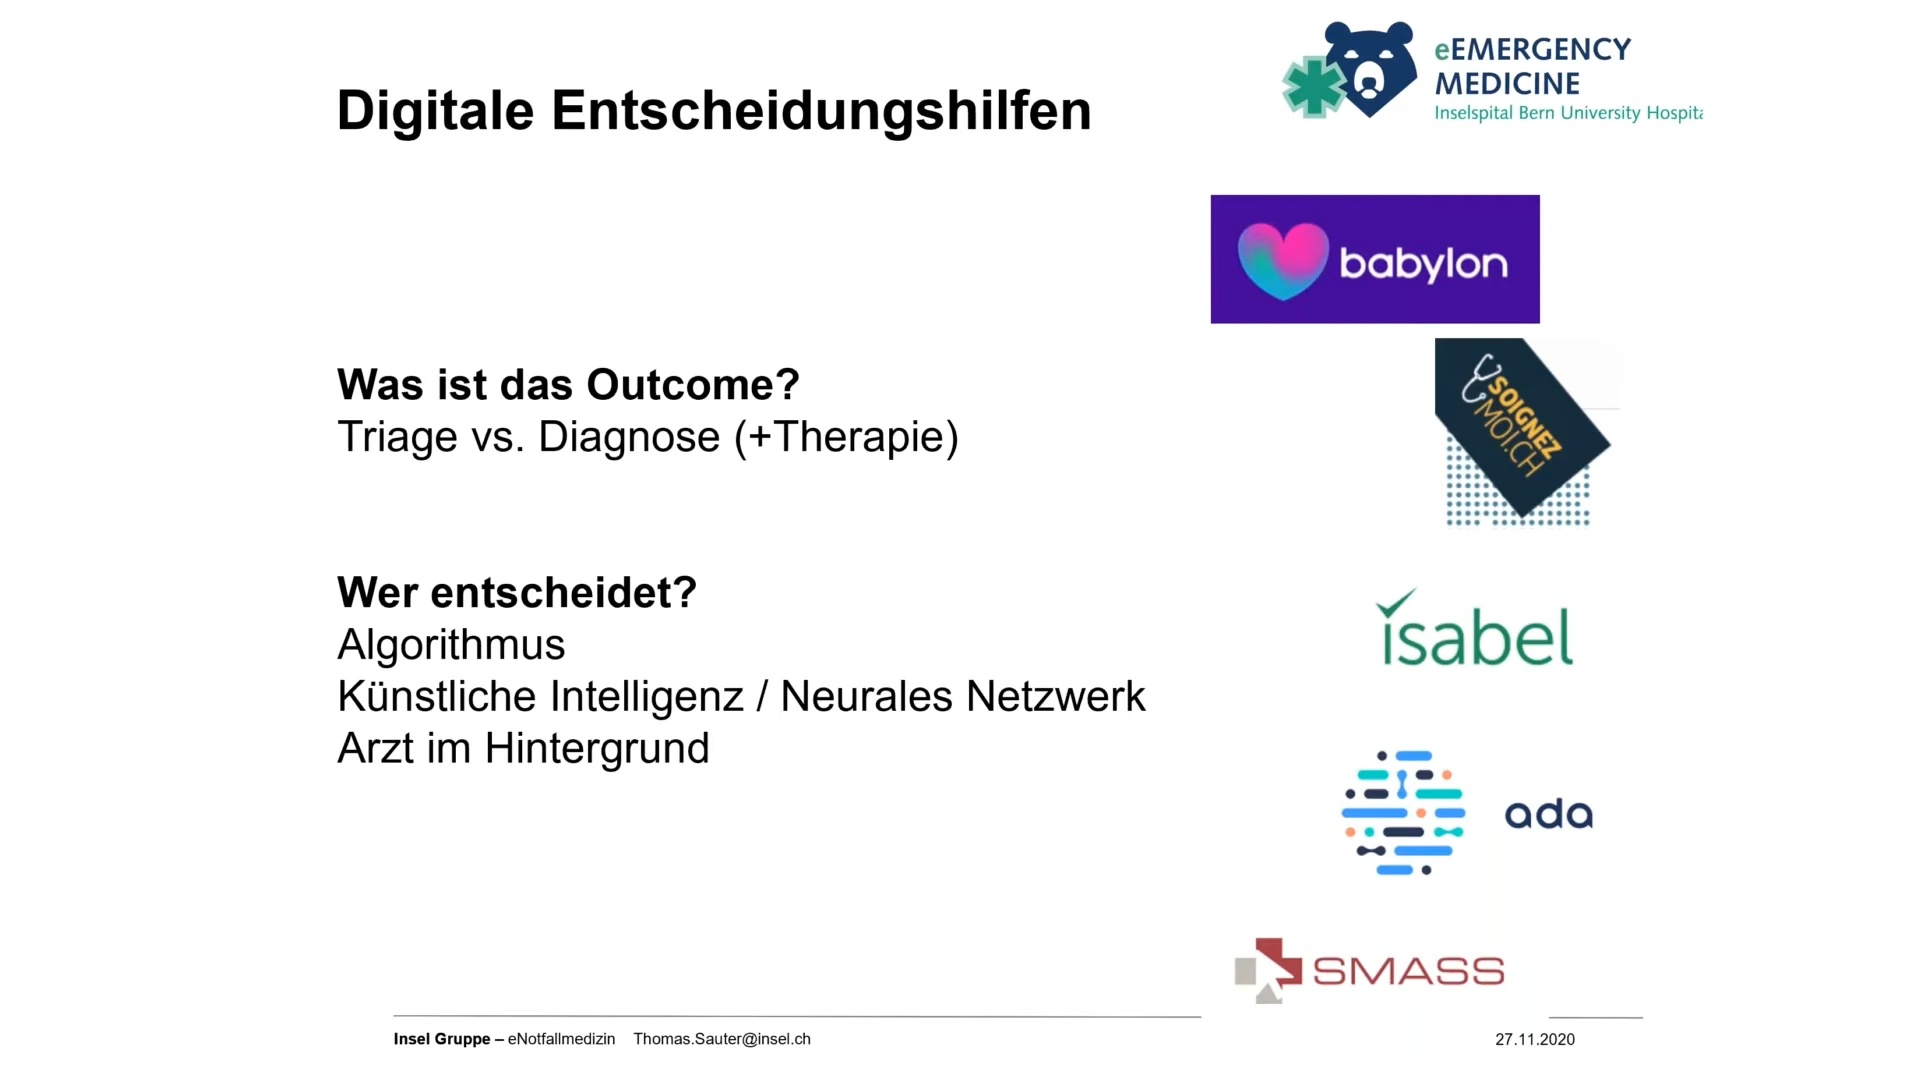 eEMERGENCY
MEDICINE
Inselspital Bern University Hospita
Digitale Entscheidungshilfen
babylon
Was ist das Outcome?
Triage vs. Diagnose (+Therapie)
SOIGNEZ
MOI.CH
Wer entscheidet?
Algorithmus
Künstliche Intelligenz / Neurales Netzwerk
Arzt im Hintergrund
isabel
ada
SMASS
Insel Gruppe – eNotfallmedizin Thomas.Sauter@insel.ch 27.11.2020